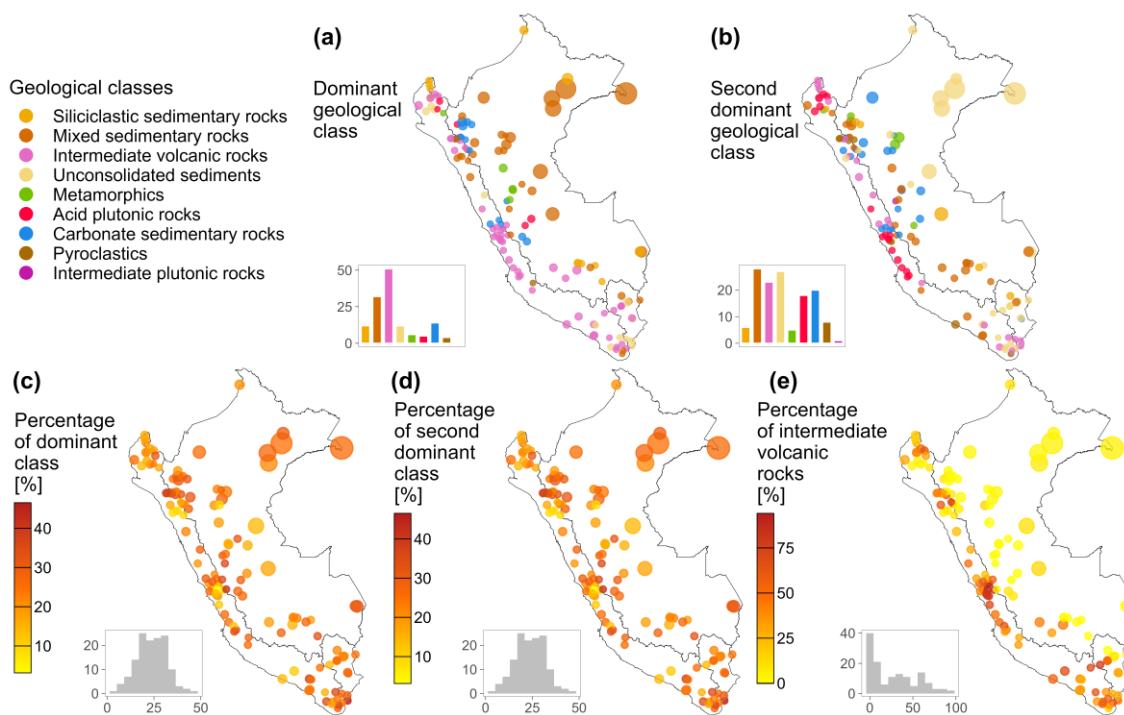 (a)
(b)
Geological classes
Siliciclastic sedimentary rocks
Mixed sedimentary rocks
Intermediate volcanic rocks
Unconsolidated sediments
Metamorphics
Acid plutonic rocks
Carbonate sedimentary rocks
Pyroclastics
Intermediate plutonic rocks
Dominant
geological
class
50
25
0
Second
dominant
geological
class
20
10
0
(c)
Percentage
of dominant
class
[%]
40
30
20
10
20
10
0
0
25
50
(d)
Percentage
of second
dominant
class
[%]
40
30
20
10
20
10
0
0
25
50
(e)
Percentage
of intermediate
volcanic
rocks
[%]
75
50
25
0
40
20
0
0
50
100